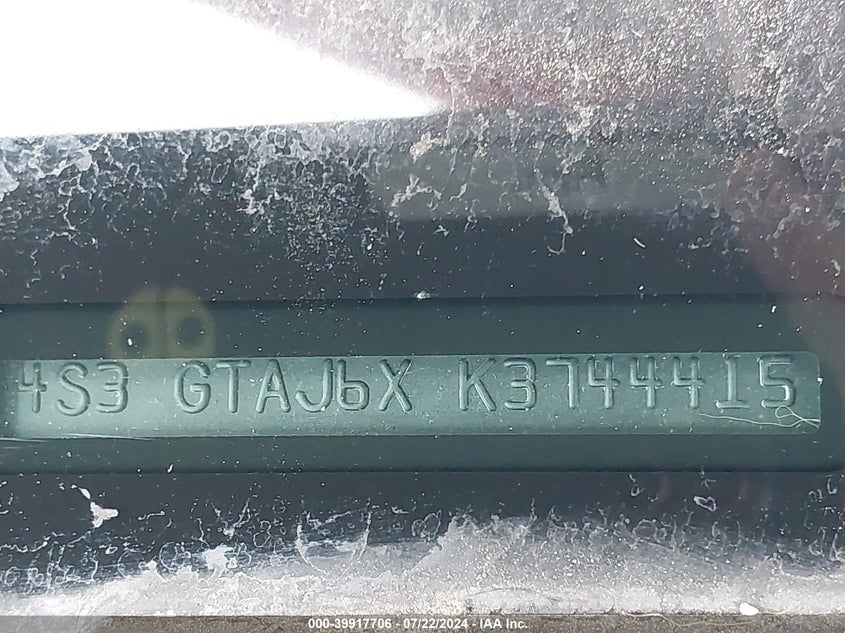 4S3 GTAJ6X K3744415
000-39917706 / 07/22/2024 - IAA Inc.